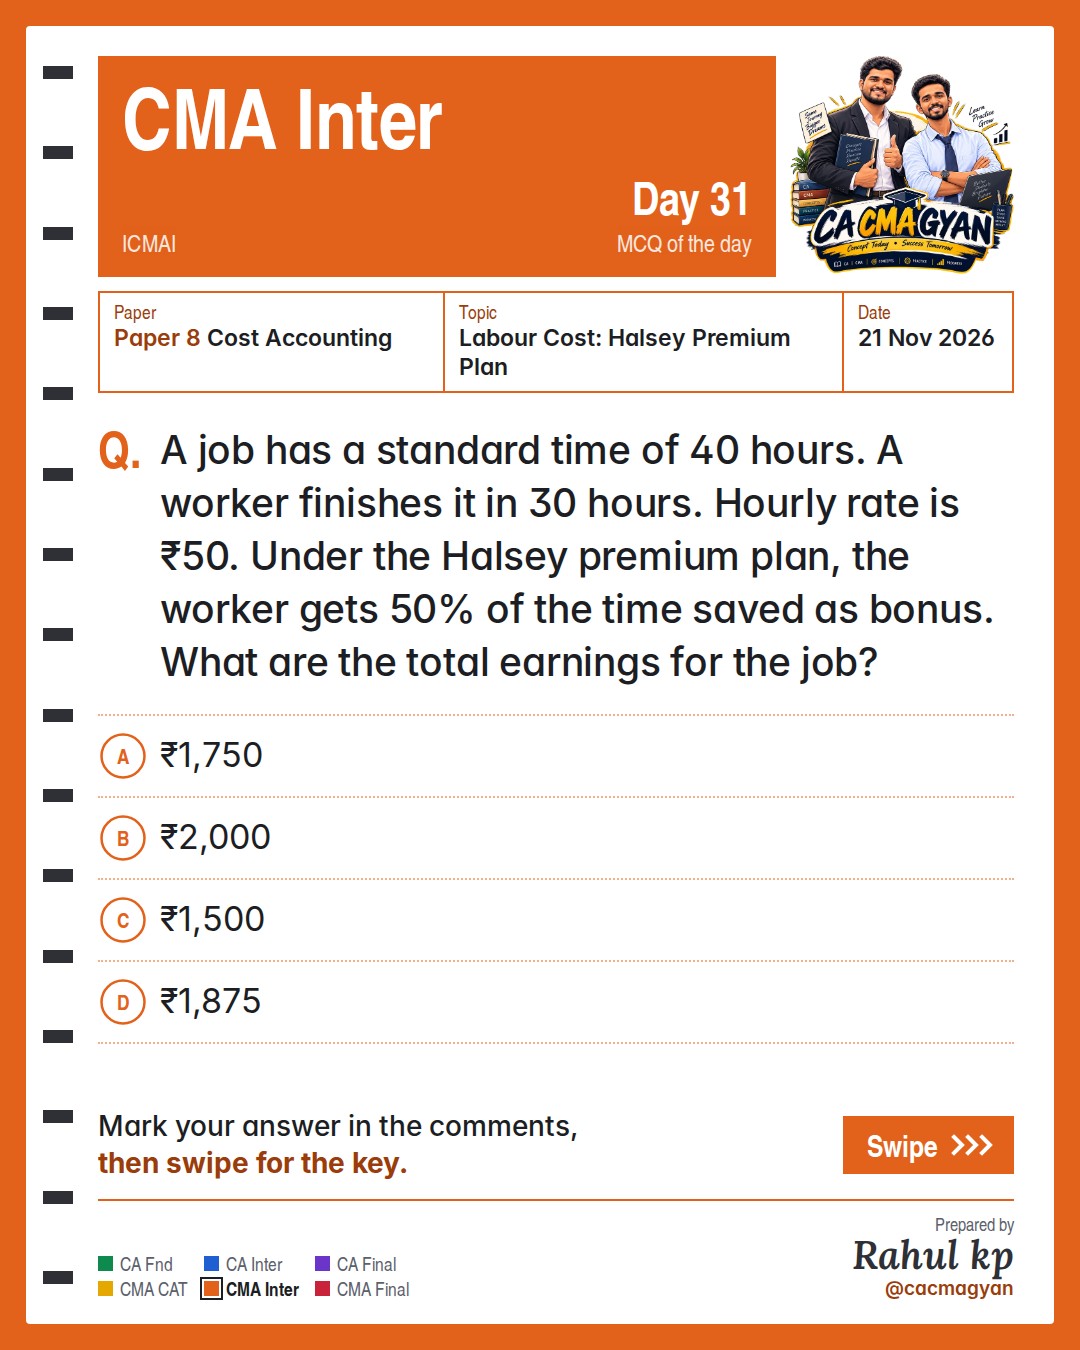 CMA Inter
Day 31
ICMAI
MCQ of the day
Learn
Practice
Grow
CA CMA GYAN
Concept Today • Success Tomorrow
Paper
Paper 8 Cost Accounting
Topic
Labour Cost: Halsey Premium
Plan
Date
21 Nov 2026
Q. A job has a standard time of 40 hours. A
worker finishes it in 30 hours. Hourly rate is
₹50. Under the Halsey premium plan, the
worker gets 50% of the time saved as bonus.
What are the total earnings for the job?
A ₹1,750
B ₹2,000
C ₹1,500
D ₹1,875
Mark your answer in the comments,
then swipe for the key.
Swipe
Prepared by
Rahul kp
@cacmagyan
CA Fnd CA Inter CA Final
CMA CAT CMA Inter CMA Final